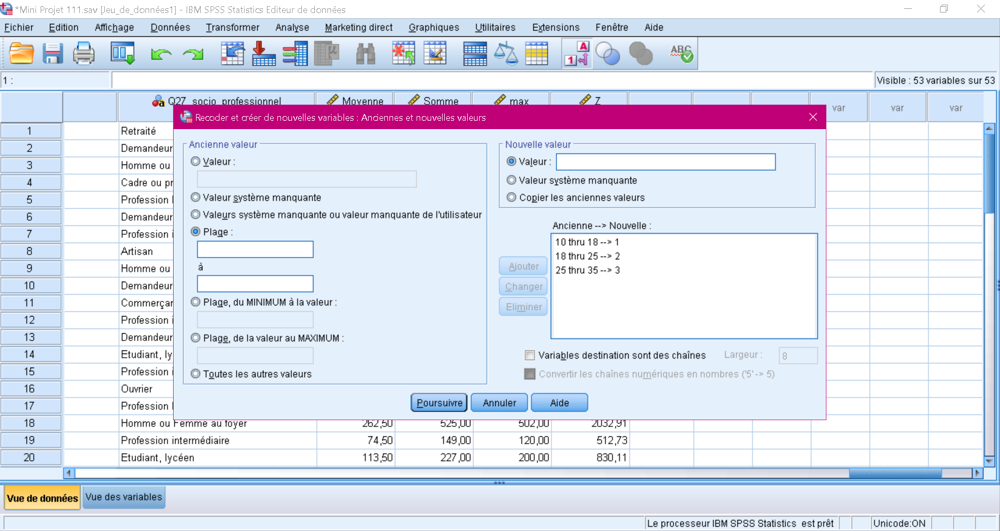 *Mini Projet 111.sav [Jeu_de_données1] - IBM SPSS Statistics Editeur de données
Fichier Edition Affichage Données Transformer Analyse Marketing direct Graphiques Utilitaires Extensions Fenêtre Aide
A 1 ABC
1 :
Visible : 53 variables sur 53
Q27_socio_professionnel Moyenne Somme max Z var var var
Recoder et créer de nouvelles variables : Anciennes et nouvelles valeurs
Ancienne valeur
Valeur :
Valeur système manquante
Valeurs système manquante ou valeur manquante de l'utilisateur
Plage :
à
Plage, du MINIMUM à la valeur :
Plage, de la valeur au MAXIMUM :
Toutes les autres valeurs
Nouvelle valeur
Valeur :
Valeur système manquante
Copier les anciennes valeurs
Ancienne --> Nouvelle :
10 thru 18 --> 1
18 thru 25 --> 2
25 thru 35 --> 3
Ajouter
Changer
Eliminer
Variables destination sont des chaînes Largeur : 8
Convertir les chaînes numériques en nombres ('5' -> 5)
Poursuivre Annuler Aide
1 Retraité
2 Demandeur
3 Homme ou
4 Cadre ou pr
5 Profession
6 Demandeur
7 Profession i
8 Artisan
9 Homme ou
10 Demandeur
11 Commerçar
12 Profession i
13 Demandeur
14 Etudiant, ly
15 Profession i
16 Ouvrier
17 Profession
18 Homme ou Femme au foyer 262,50 525,00 502,00 2032,91
19 Profession intermédiaire 74,50 149,00 120,00 512,73
20 Etudiant, lycéen 113,50 227,00 200,00 830,11
Vue de données Vue des variables
Le processeur IBM SPSS Statistics est prêt Unicode:ON